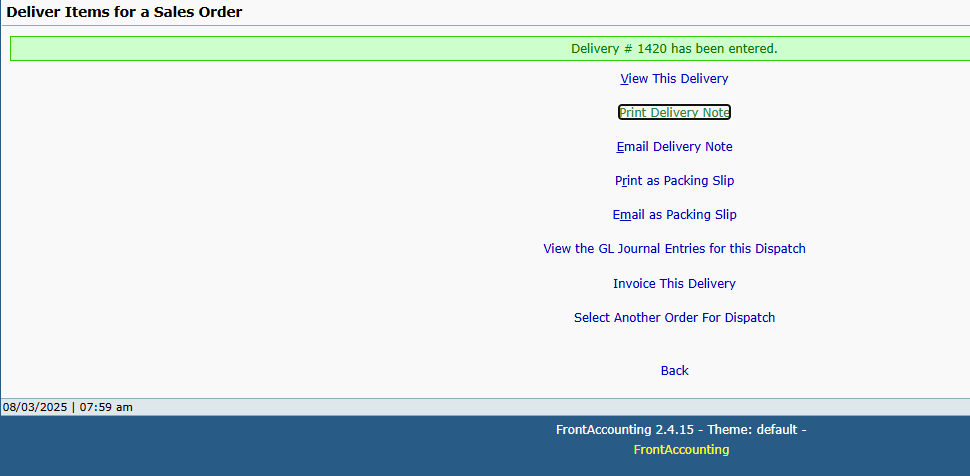 Deliver Items for a Sales Order
Delivery # 1420 has been entered.
View This Delivery
Print Delivery Note
Email Delivery Note
Print as Packing Slip
Email as Packing Slip
View the GL Journal Entries for this Dispatch
Invoice This Delivery
Select Another Order For Dispatch
Back
08/03/2025 | 07:59 am
FrontAccounting 2.4.15 - Theme: default -
FrontAccounting